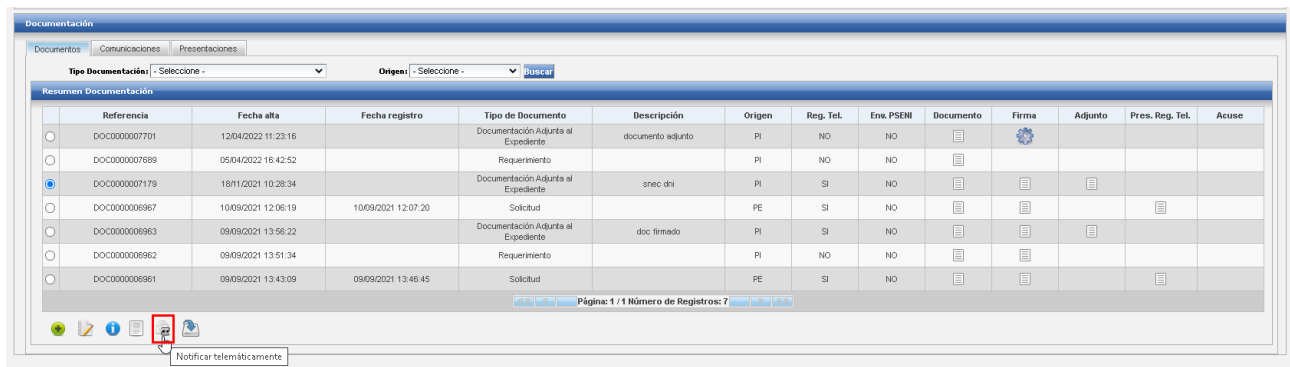 Documentación
Documentos Comunicaciones Presentaciones
Tipo Documentación: - Seleccione - Origen: - Seleccione - Buscar
Resumen Documentación
Referencia Fecha alta Fecha registro Tipo de Documento Descripción Origen Reg. Tel. Env. PSENI Documento Firma Adjunto Pres. Reg. Tel. Acuse
DOC0000007701 12/04/2022 11:23:16 Documentación Adjunta al Expediente documento adjunto PI NO NO
DOC0000007689 05/04/2022 16:42:52 Requerimiento PI NO NO
DOC0000007179 18/11/2021 10:28:34 Documentación Adjunta al Expediente snec dni PI SI NO
DOC0000006967 10/09/2021 12:06:19 10/09/2021 12:07:20 Solicitud PE SI NO
DOC0000006963 09/09/2021 13:56:22 Documentación Adjunta al Expediente doc firmado PI SI NO
DOC0000006962 09/09/2021 13:51:34 Requerimiento PI NO NO
DOC0000006961 09/09/2021 13:43:09 09/09/2021 13:46:45 Solicitud PE SI NO
Página: 1 / 1 Número de Registros: 7
Notificar telemáticamente